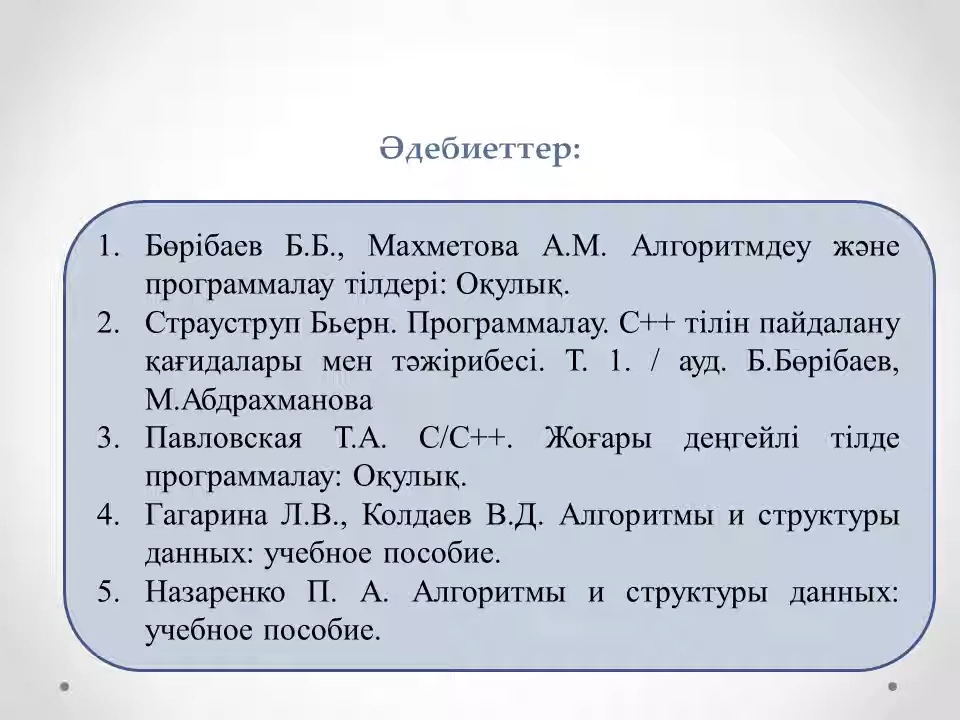 Әдебиеттер:
1. Бөрібаев Б.Б., Махметова А.М. Алгоритмдеу және
программалау тілдері: Оқулық.
2. Страуструп Бьерн. Программалау. С++ тілін пайдалану
қағидалары мен тәжірибесі. Т. 1. / ауд. Б.Бөрібаев,
М.Абдрахманова
3. Павловская Т.А. С/С++. Жоғары деңгейлі тілде
программалау: Оқулық.
4. Гагарина Л.В., Колдаев В.Д. Алгоритмы и структуры
данных: учебное пособие.
5. Назаренко П. А. Алгоритмы и структуры данных:
учебное пособие.